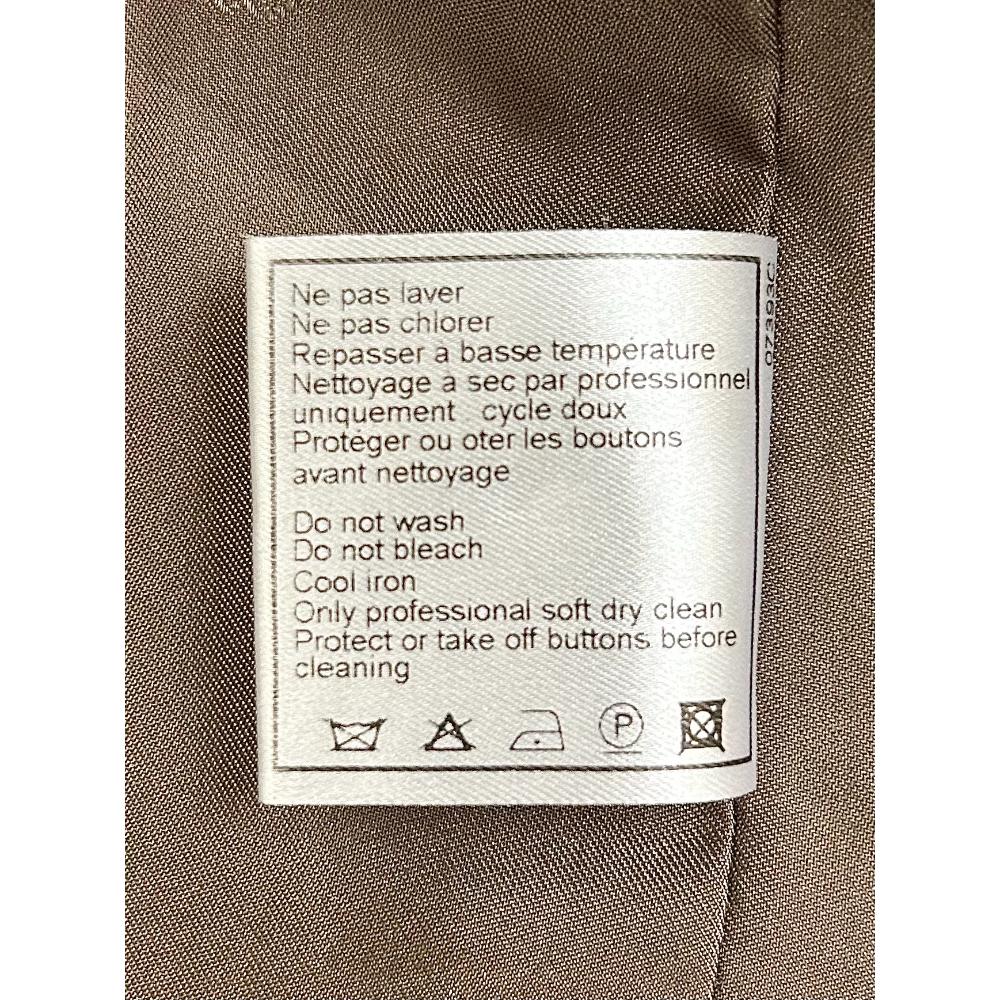 Ne pas laver
Ne pas chlorer
Repasser a basse température
Nettoyage a sec par professionnel
uniquement cycle doux
Protéger ou oter les boutons
avant nettoyage
Do not wash
Do not bleach
Cool iron
Only professional soft dry clean
Protect or take off buttons before
cleaning
P
07393C